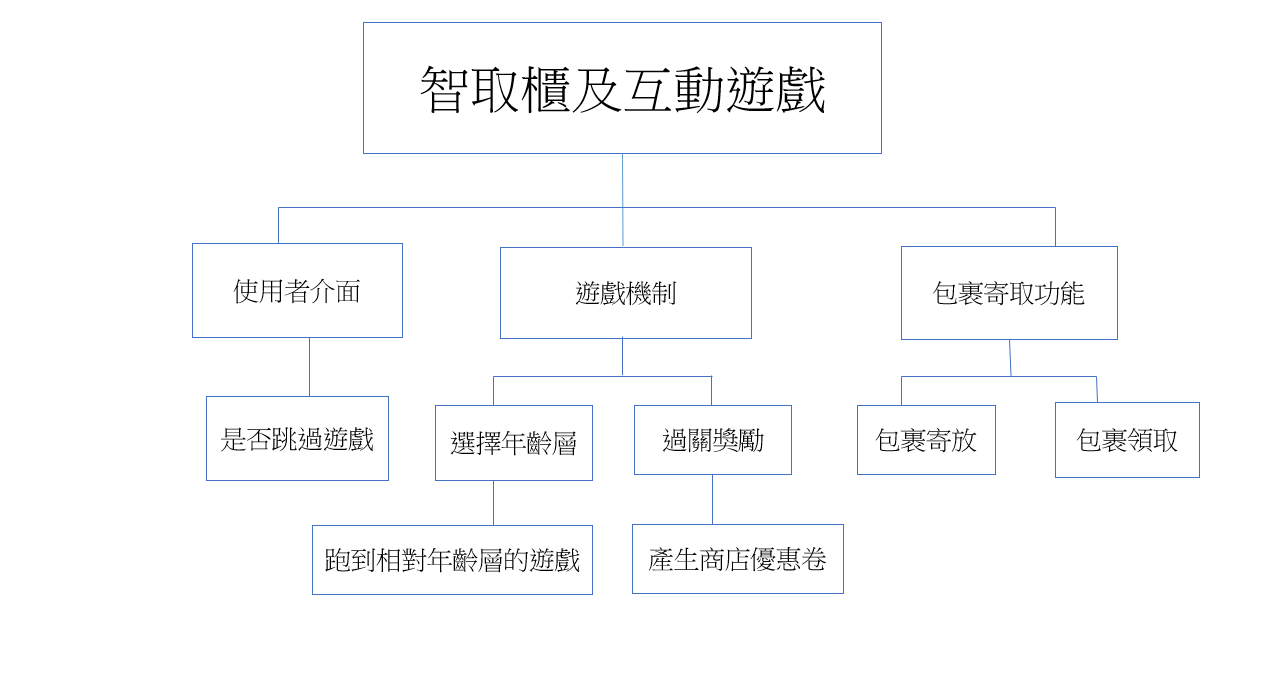 智取櫃及互動遊戲
使用者介面
遊戲機制
包裹寄取功能
是否跳過遊戲
選擇年齡層
過關獎勵
包裹寄放
包裹領取
跑到相對年齡層的遊戲
產生商店優惠卷